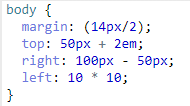 body {
  margin: (14px/2);
  top: 50px + 2em;
  right: 100px - 50px;
  left: 10 * 10;
}